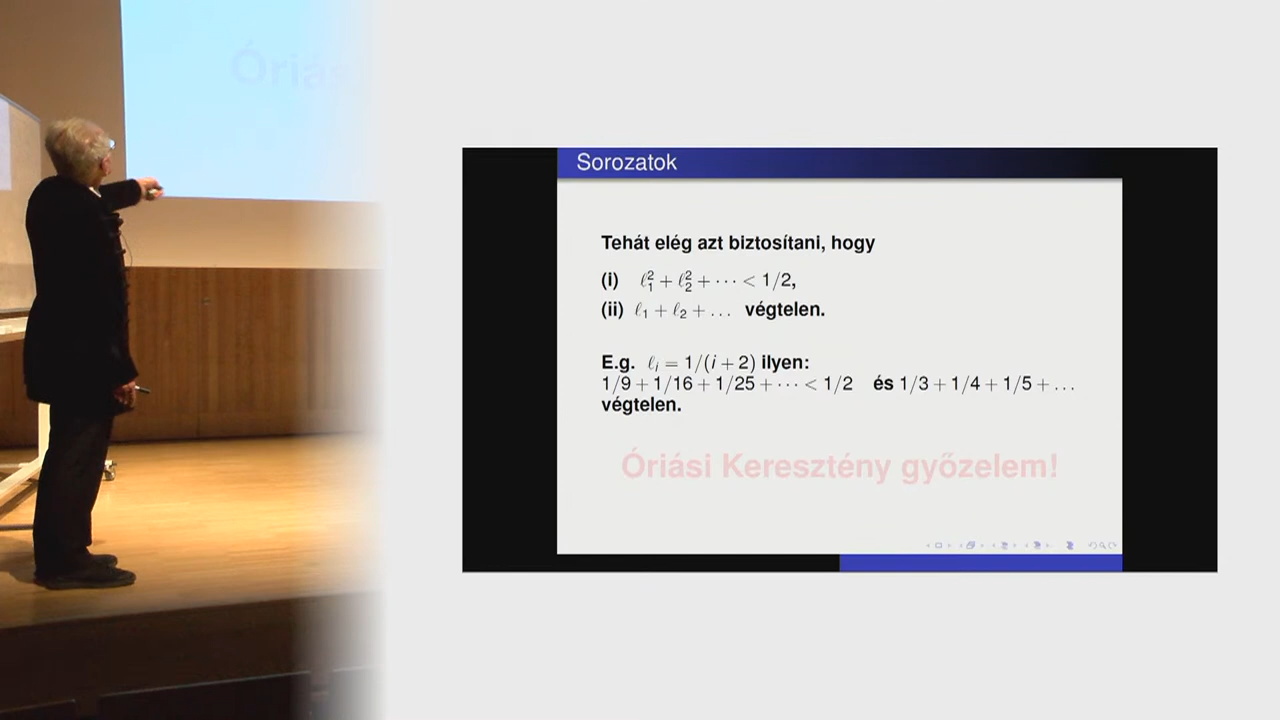 Óriás
Sorozatok
Tehát elég azt biztosítani, hogy
(i) ℓ₁² + ℓ₂² + ··· < 1/2,
(ii) ℓ₁ + ℓ₂ + ... végtelen.
E.g. ℓᵢ = 1/(i + 2) ilyen:
1/9 + 1/16 + 1/25 + ··· < 1/2 és 1/3 + 1/4 + 1/5 + ...
végtelen.
Óriási Keresztény győzelem!